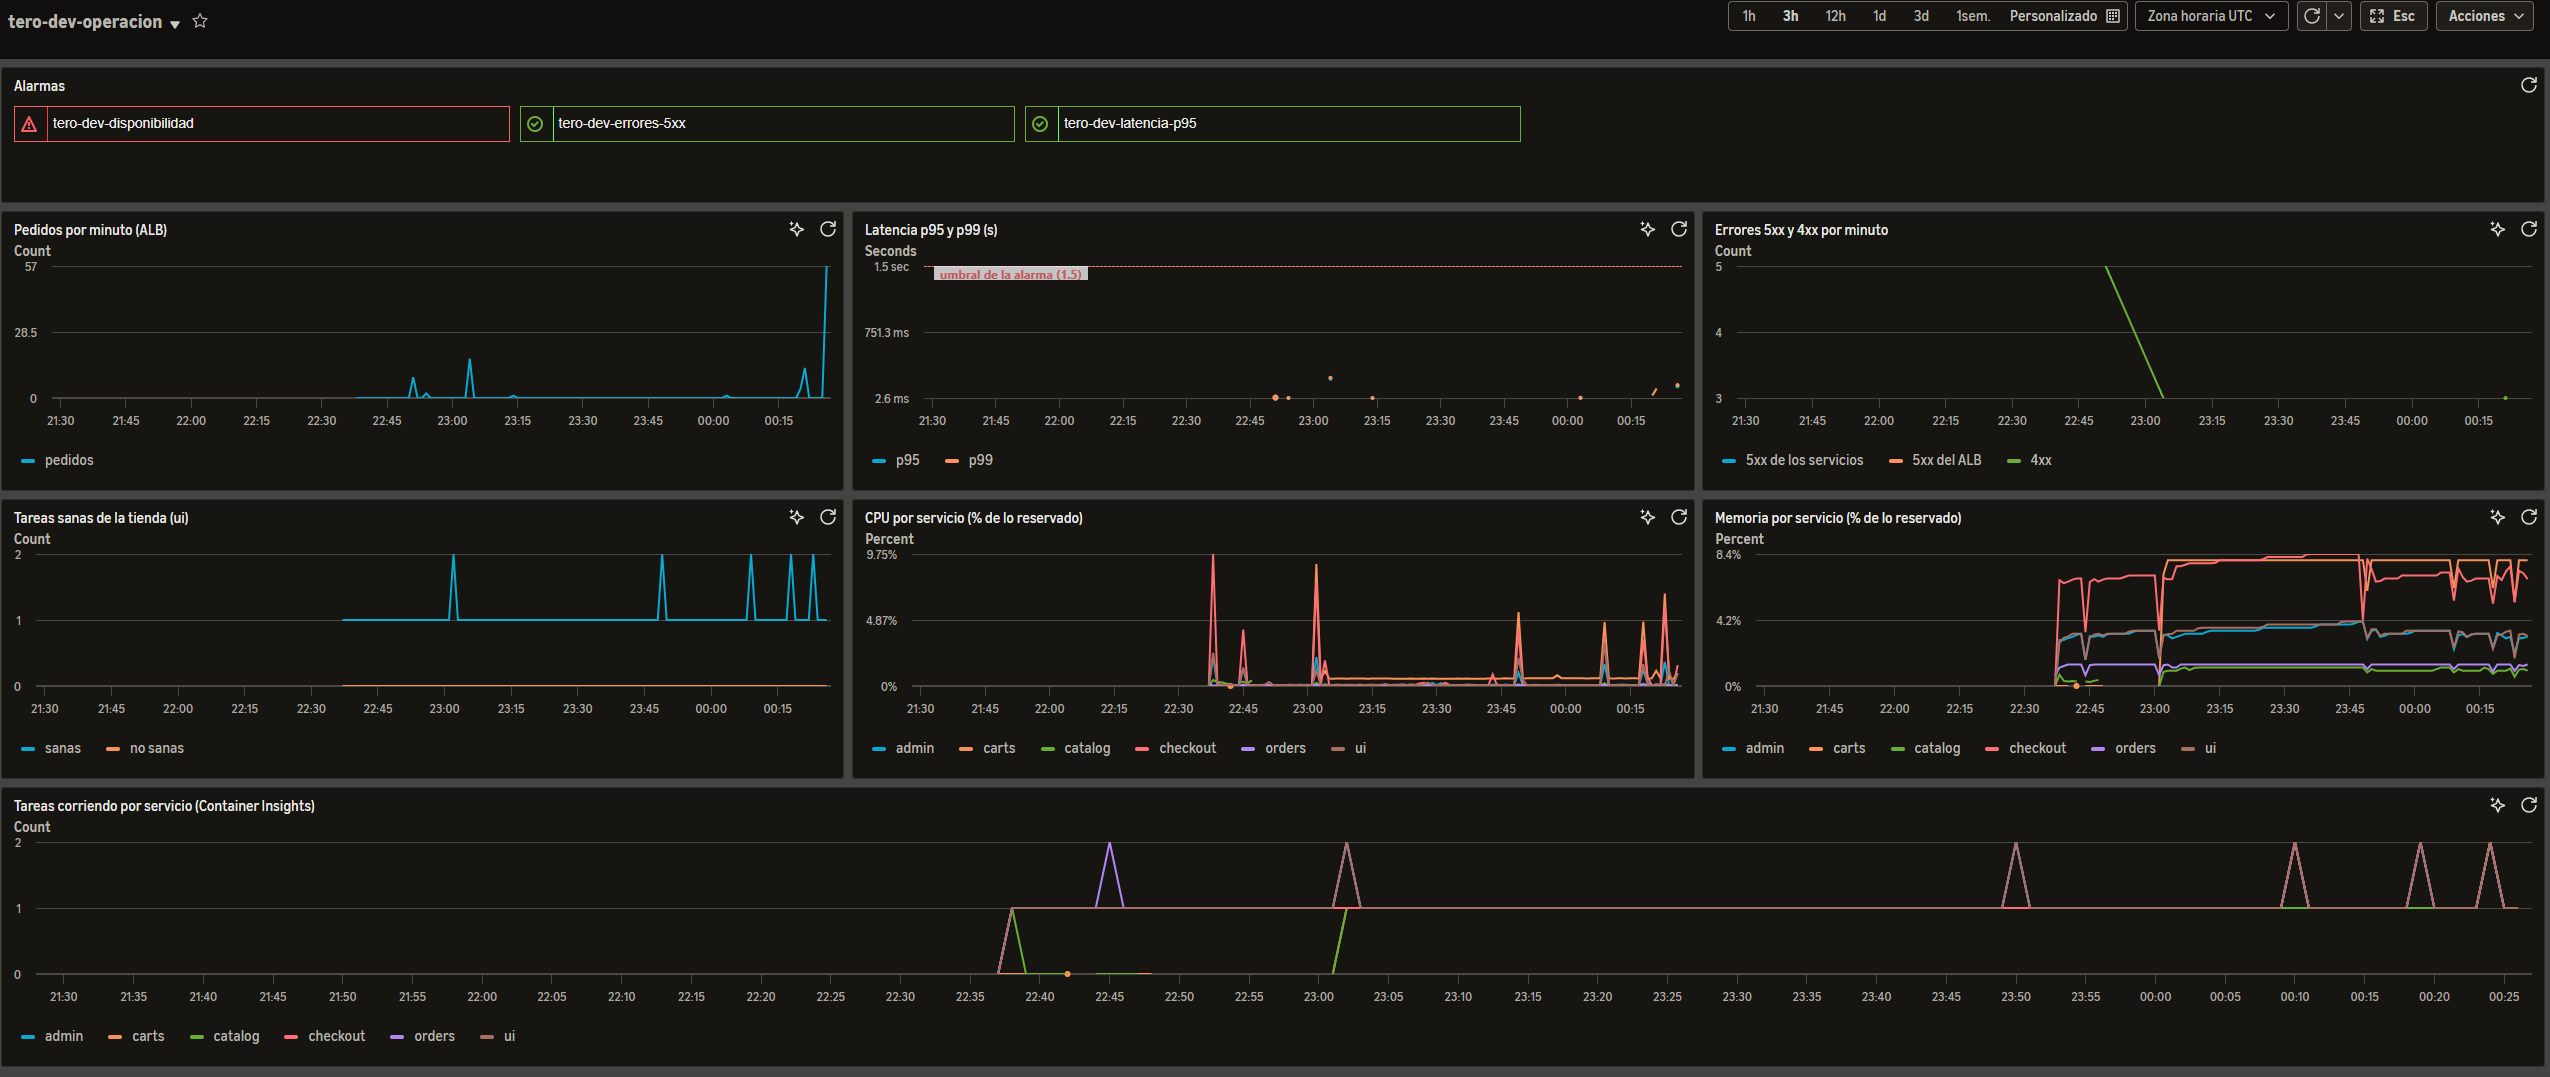 tero-dev-operacion
1h 3h 12h 1d 3d 1sem. Personalizado Zona horaria UTC Esc Acciones
Alarmas
tero-dev-disponibilidad
tero-dev-errores-5xx
tero-dev-latencia-p95
Pedidos por minuto (ALB)
Count
57
28.5
0
21:30 21:45 22:00 22:15 22:30 22:45 23:00 23:15 23:30 23:45 00:00 00:15
pedidos
Latencia p95 y p99 (s)
Seconds
1.5 sec
umbral de la alarma (1.5)
751.3 ms
2.6 ms
21:30 21:45 22:00 22:15 22:30 22:45 23:00 23:15 23:30 23:45 00:00 00:15
p95 p99
Errores 5xx y 4xx por minuto
Count
5
4
3
21:30 21:45 22:00 22:15 22:30 22:45 23:00 23:15 23:30 23:45 00:00 00:15
5xx de los servicios 5xx del ALB 4xx
Tareas sanas de la tienda (ui)
Count
2
1
0
21:30 21:45 22:00 22:15 22:30 22:45 23:00 23:15 23:30 23:45 00:00 00:15
sanas no sanas
CPU por servicio (% de lo reservado)
Percent
9.75%
4.87%
0%
21:30 21:45 22:00 22:15 22:30 22:45 23:00 23:15 23:30 23:45 00:00 00:15
admin carts catalog checkout orders ui
Memoria por servicio (% de lo reservado)
Percent
8.4%
4.2%
0%
21:30 21:45 22:00 22:15 22:30 22:45 23:00 23:15 23:30 23:45 00:00 00:15
admin carts catalog checkout orders ui
Tareas corriendo por servicio (Container Insights)
Count
2
1
0
21:30 21:35 21:40 21:45 21:50 21:55 22:00 22:05 22:10 22:15 22:20 22:25 22:30 22:35 22:40 22:45 22:50 22:55 23:00 23:05 23:10 23:15 23:20 23:25 23:30 23:35 23:40 23:45 23:50 23:55 00:00 00:05 00:10 00:15 00:20 00:25
admin carts catalog checkout orders ui